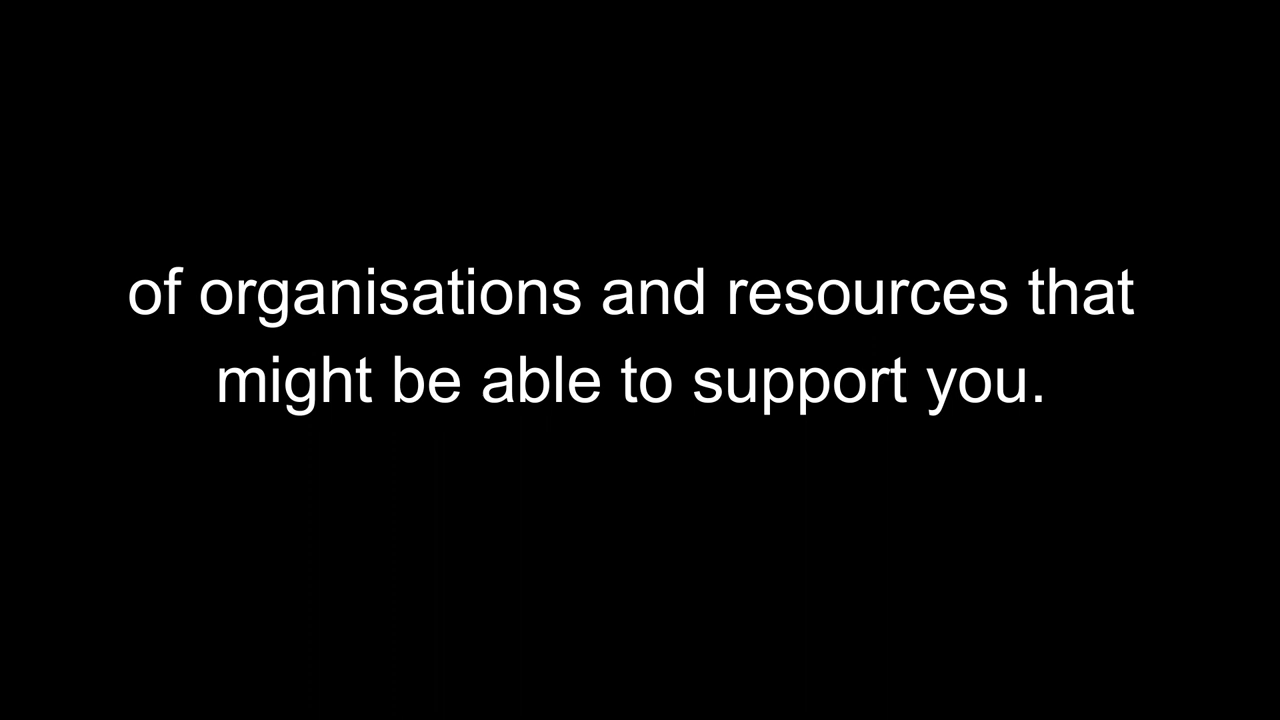 of organisations and resources that
might be able to support you.